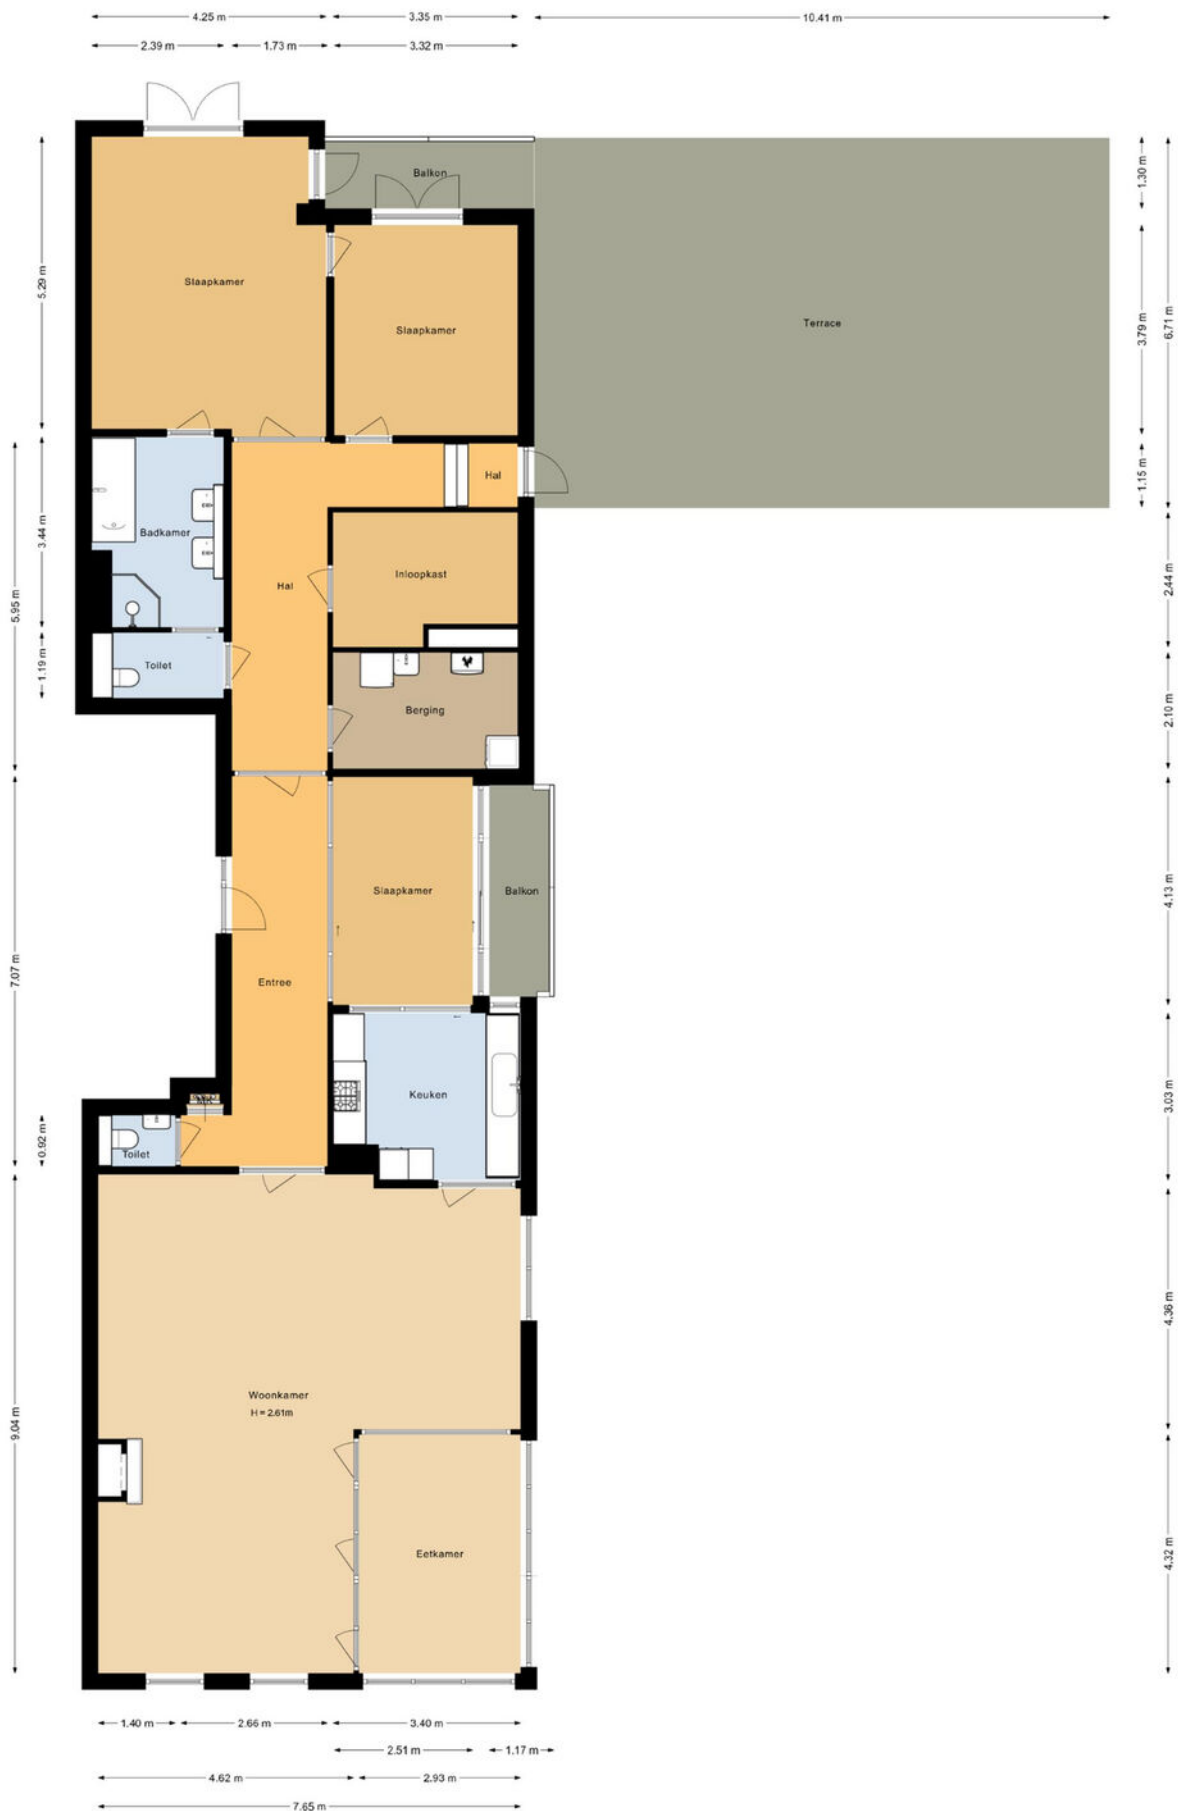 4.25 m
3.35 m
10.41 m
2.39 m
1.73 m
3.32 m
Balkon
1.30 m
5.29 m
Slaapkamer
Slaapkamer
Terrace
3.79 m
6.71 m
Hal
1.15 m
3.44 m
Badkamer
5.95 m
Hal
Inloopkast
2.44 m
1.19 m
Toilet
Berging
2.10 m
Slaapkamer
Balkon
4.13 m
7.07 m
Entree
Keuken
3.03 m
0.92 m
Toilet
4.36 m
Woonkamer
H = 2.61m
9.04 m
Eetkamer
4.32 m
1.40 m
2.66 m
3.40 m
2.51 m
1.17 m
4.62 m
2.93 m
7.65 m